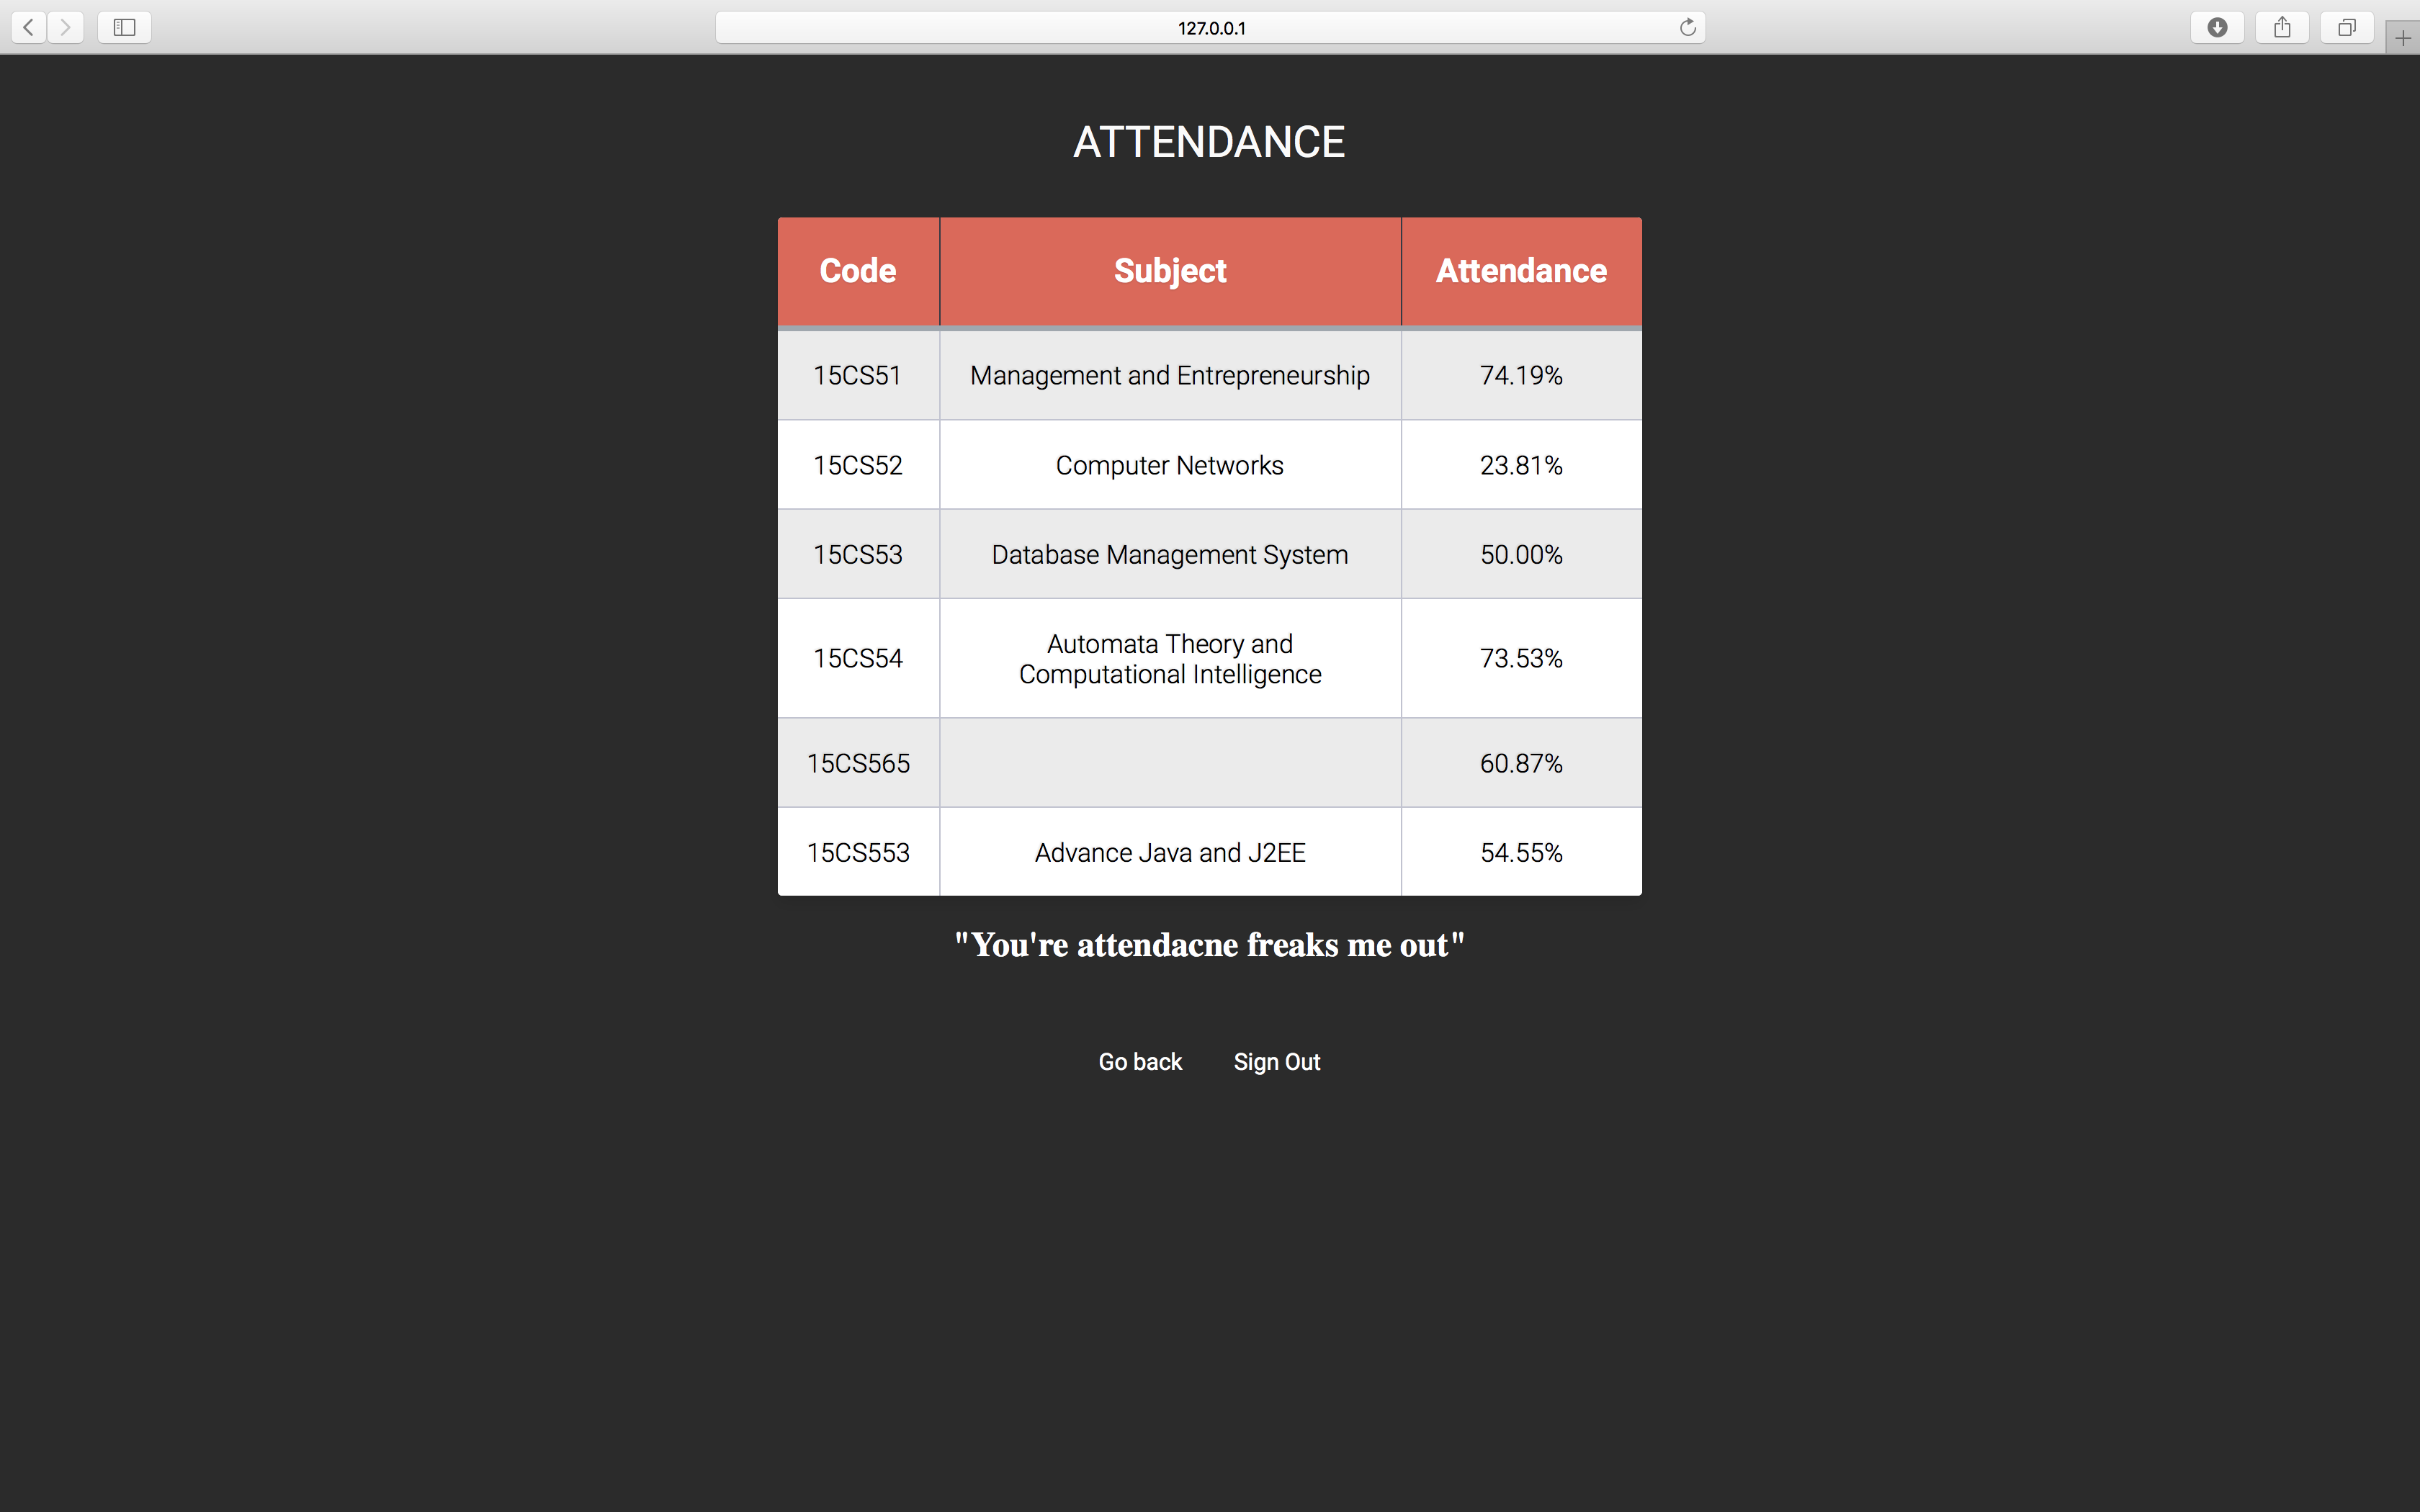 127.0.0.1
ATTENDANCE
Code Subject Attendance
15CS51 Management and Entrepreneurship 74.19%
15CS52 Computer Networks 23.81%
15CS53 Database Management System 50.00%
15CS54 Automata Theory and Computational Intelligence 73.53%
15CS565 60.87%
15CS553 Advance Java and J2EE 54.55%
"You're attendacne freaks me out"
Go back Sign Out